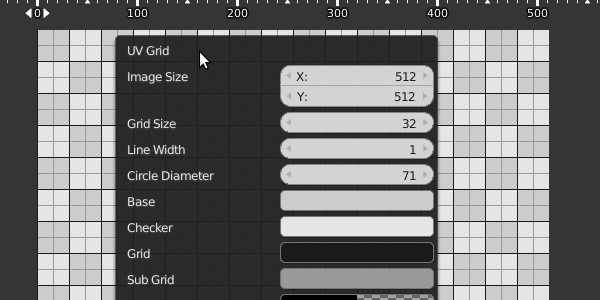 0 100 200 300 400 500
UV Grid
Image Size X: 512
Y: 512
Grid Size 32
Line Width 1
Circle Diameter 71
Base
Checker
Grid
Sub Grid